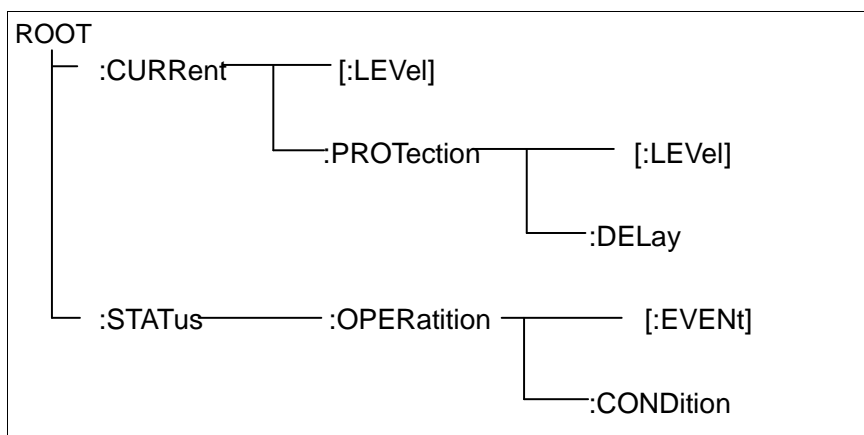 ROOT
:CURRent [:LEVel]
:PROTection [:LEVel]
:DELay
:STATus :OPERatition [:EVENt]
:CONDition